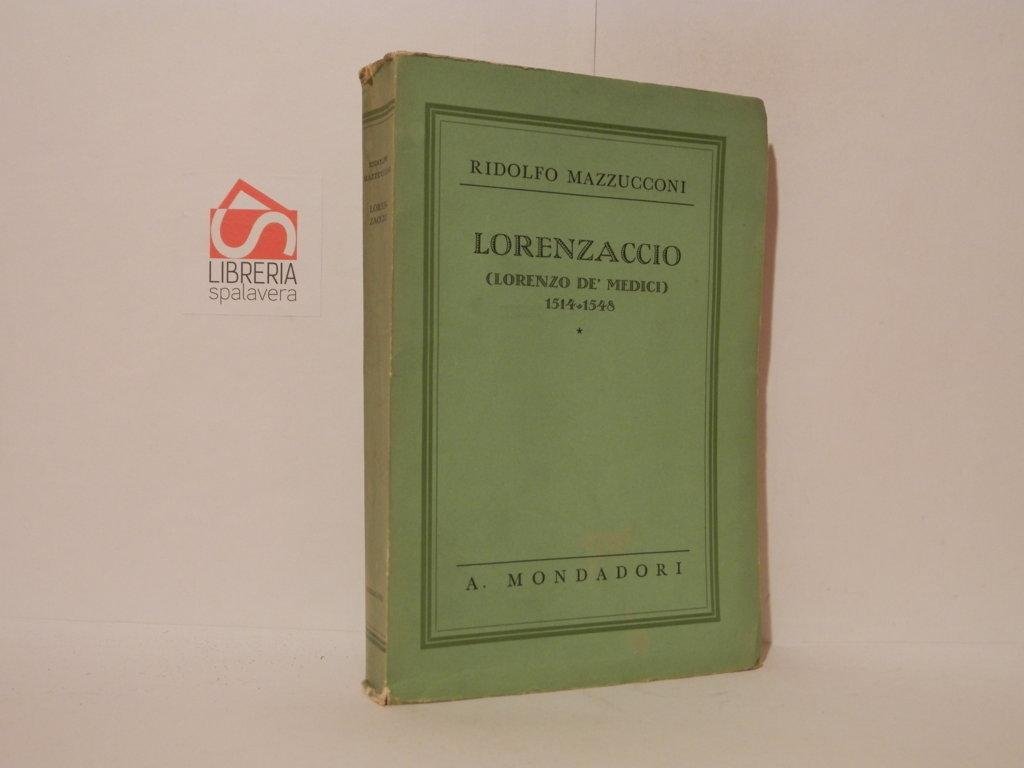 LIBRERIA
spalavera
RIDOLFO
MAZZUCCONI
LOREN-
ZACCIO
RIDOLFO MAZZUCCONI
LORENZACCIO
(LORENZO DE' MEDICI)
1514•1548
*
A. MONDADORI